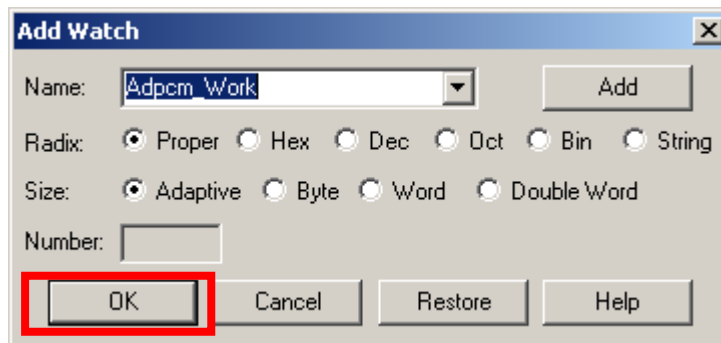 Add Watch
Name: Adpcm_Work Add
Radix: Proper Hex Dec Oct Bin String
Size: Adaptive Byte Word Double Word
Number:
OK Cancel Restore Help